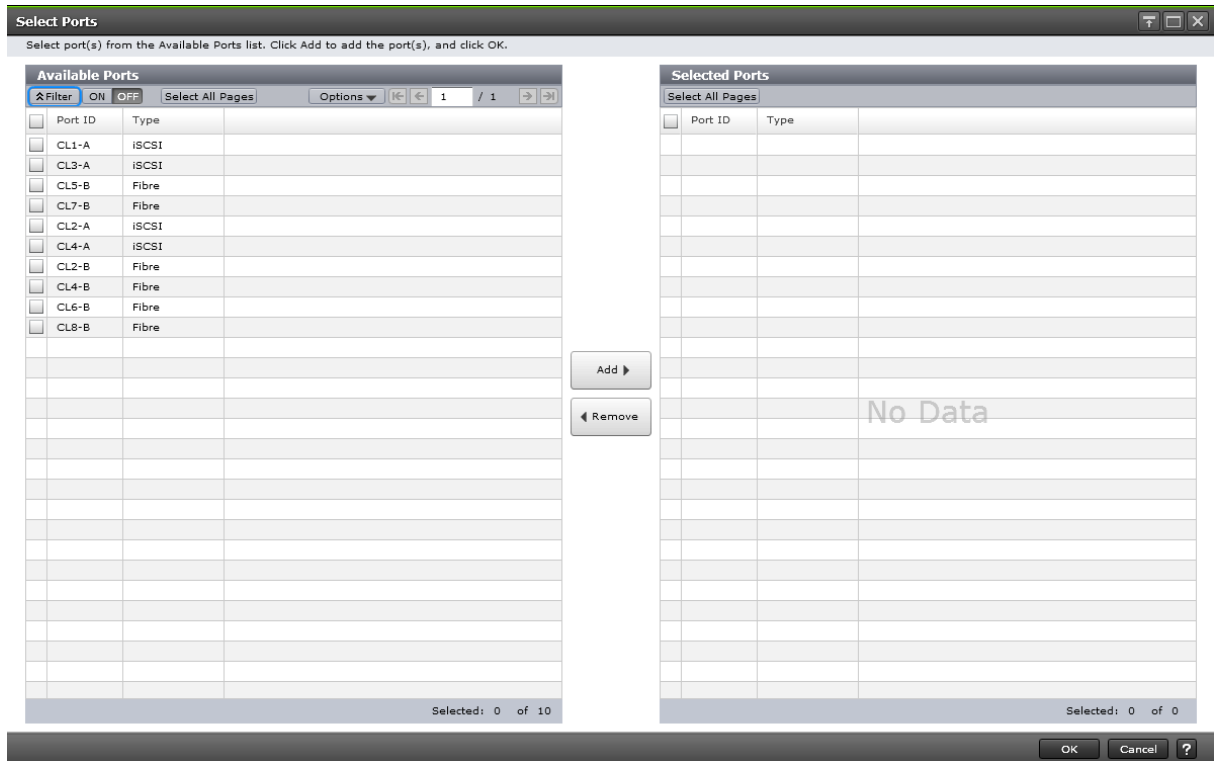 Select Ports
Select port(s) from the Available Ports list. Click Add to add the port(s), and click OK.
Available Ports
Filter ON OFF Select All Pages Options 1 / 1
Port ID Type
CL1-A iSCSI
CL3-A iSCSI
CL5-B Fibre
CL7-B Fibre
CL2-A iSCSI
CL4-A iSCSI
CL2-B Fibre
CL4-B Fibre
CL6-B Fibre
CL8-B Fibre
Selected: 0 of 10
Add
Remove
Selected Ports
Select All Pages
Port ID Type
No Data
Selected: 0 of 0
OK Cancel ?